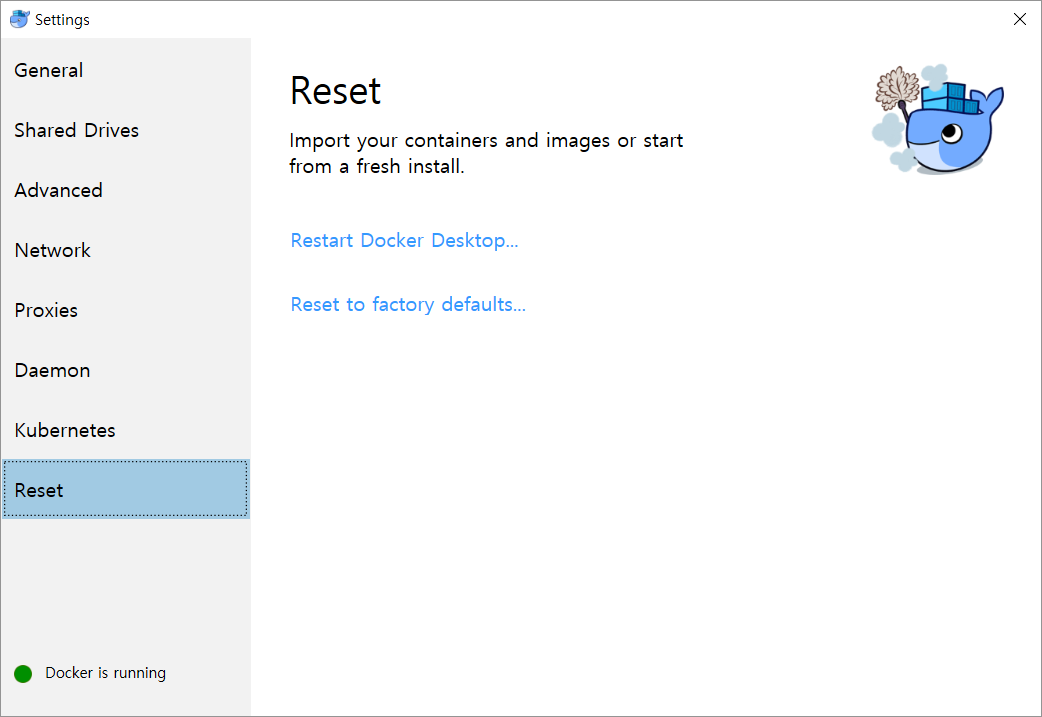 Settings
General
Shared Drives
Advanced
Network
Proxies
Daemon
Kubernetes
Reset
Docker is running
Reset
Import your containers and images or start
from a fresh install.
Restart Docker Desktop...
Reset to factory defaults...